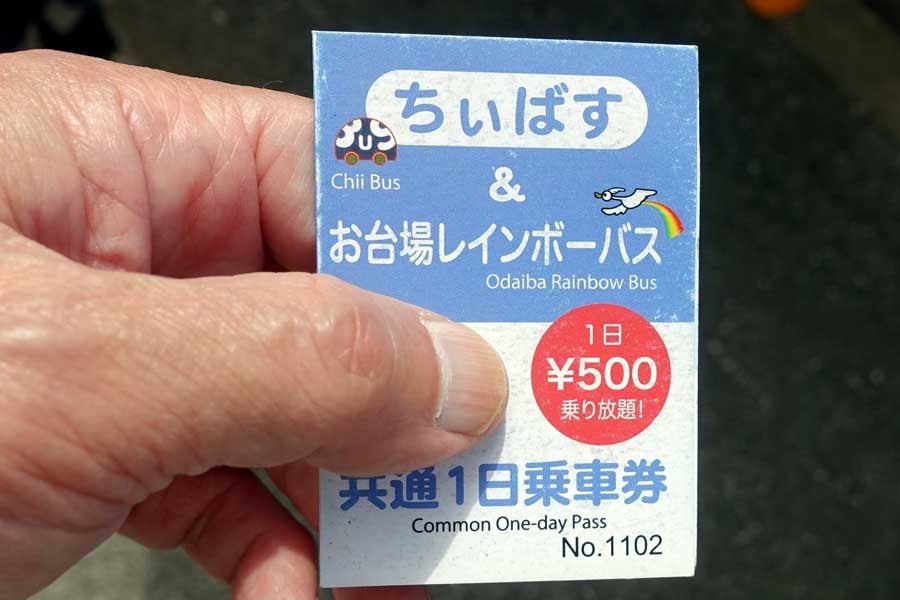 ちぃばす
Chii Bus
&
お台場レインボーバス
Odaiba Rainbow Bus
1日
¥500
乗り放題!
共通1日乗車券
Common One-day Pass
No.1102